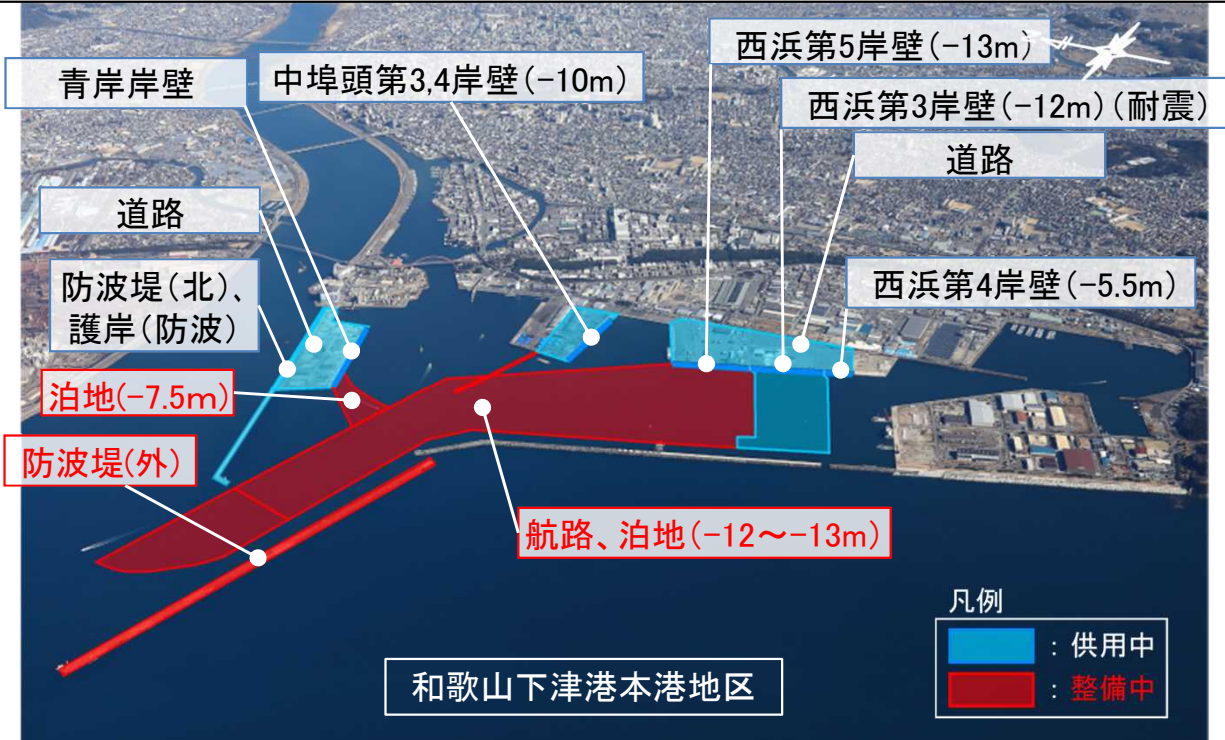 西浜第5岸壁(-13m)
青岸岸壁
中埠頭第3,4岸壁(-10m)
西浜第3岸壁(-12m)(耐震)
道路
道路
防波堤(北)、
護岸(防波)
西浜第4岸壁(-5.5m)
泊地(-7.5m)
防波堤(外)
航路、泊地(-12～-13m)
凡例
：供用中
：整備中
和歌山下津港本港地区